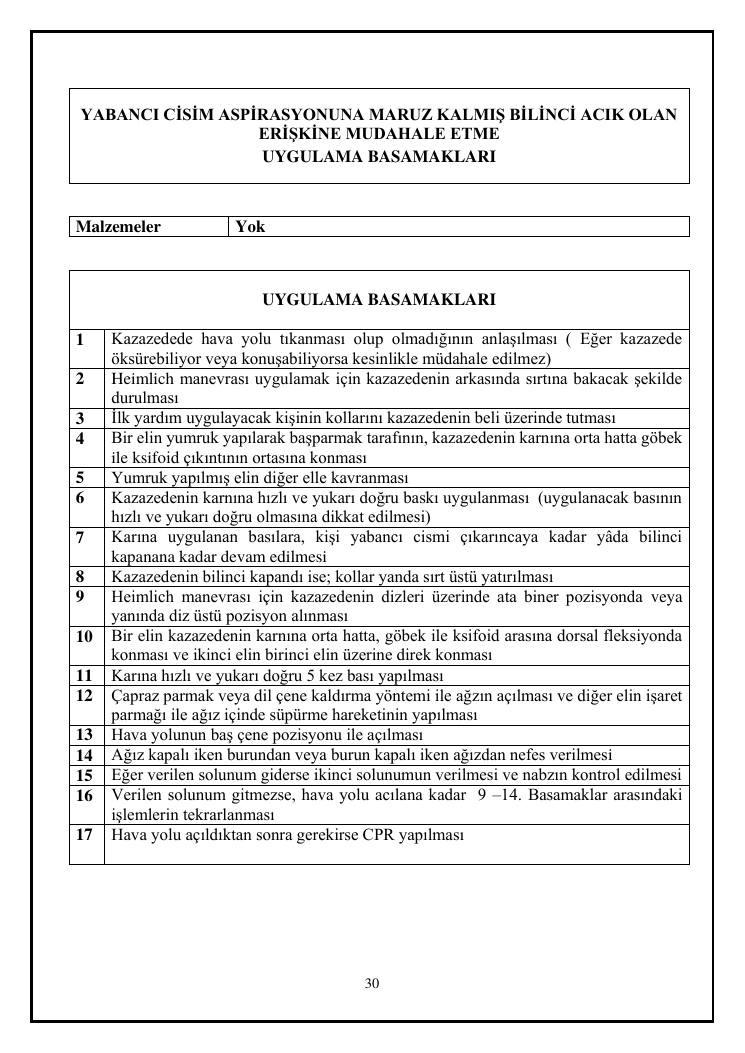 YABANCI CİSİM ASPİRASYONUNA MARUZ KALMIŞ BİLİNCİ ACIK OLAN
ERİŞKİNE MUDAHALE ETME
UYGULAMA BASAMAKLARI
Malzemeler Yok
UYGULAMA BASAMAKLARI
1 Kazazedede hava yolu tıkanması olup olmadığının anlaşılması ( Eğer kazazede
öksürebiliyor veya konuşabiliyorsa kesinlikle müdahale edilmez)
2 Heimlich manevrası uygulamak için kazazedenin arkasında sırtına bakacak şekilde
durulması
3 İlk yardım uygulayacak kişinin kollarını kazazedenin beli üzerinde tutması
4 Bir elin yumruk yapılarak başparmak tarafının, kazazedenin karnına orta hatta göbek
ile ksifoid çıkıntının ortasına konması
5 Yumruk yapılmış elin diğer elle kavranması
6 Kazazedenin karnına hızlı ve yukarı doğru baskı uygulanması (uygulanacak basının
hızlı ve yukarı doğru olmasına dikkat edilmesi)
7 Karına uygulanan basılara, kişi yabancı cismi çıkarıncaya kadar yâda bilinci
kapanana kadar devam edilmesi
8 Kazazedenin bilinci kapandı ise; kollar yanda sırt üstü yatırılması
9 Heimlich manevrası için kazazedenin dizleri üzerinde ata biner pozisyonda veya
yanında diz üstü pozisyon alınması
10 Bir elin kazazedenin karnına orta hatta, göbek ile ksifoid arasına dorsal fleksiyonda
konması ve ikinci elin birinci elin üzerine direk konması
11 Karına hızlı ve yukarı doğru 5 kez bası yapılması
12 Çapraz parmak veya dil çene kaldırma yöntemi ile ağzın açılması ve diğer elin işaret
parmağı ile ağız içinde süpürme hareketinin yapılması
13 Hava yolunun baş çene pozisyonu ile açılması
14 Ağız kapalı iken burundan veya burun kapalı iken ağızdan nefes verilmesi
15 Eğer verilen solunum giderse ikinci solunumun verilmesi ve nabzın kontrol edilmesi
16 Verilen solunum gitmezse, hava yolu acılana kadar 9 –14. Basamaklar arasındaki
işlemlerin tekrarlanması
17 Hava yolu açıldıktan sonra gerekirse CPR yapılması
30